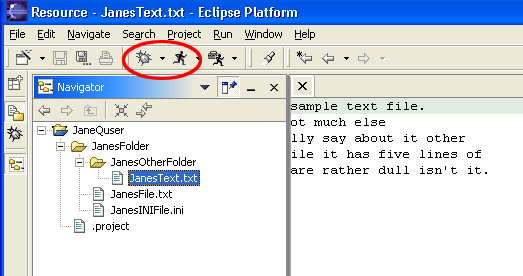 Resource - JanesText.txt - Eclipse Platform
File Edit Navigate Search Project Run Window Help
Navigator
JaneQuser
JanesFolder
JanesOtherFolder
JanesText.txt
JanesFile.txt
JanesINIFile.ini
.project
sample text file.
ot much else
lly say about it other
ile it has five lines of
are rather dull isn't it.